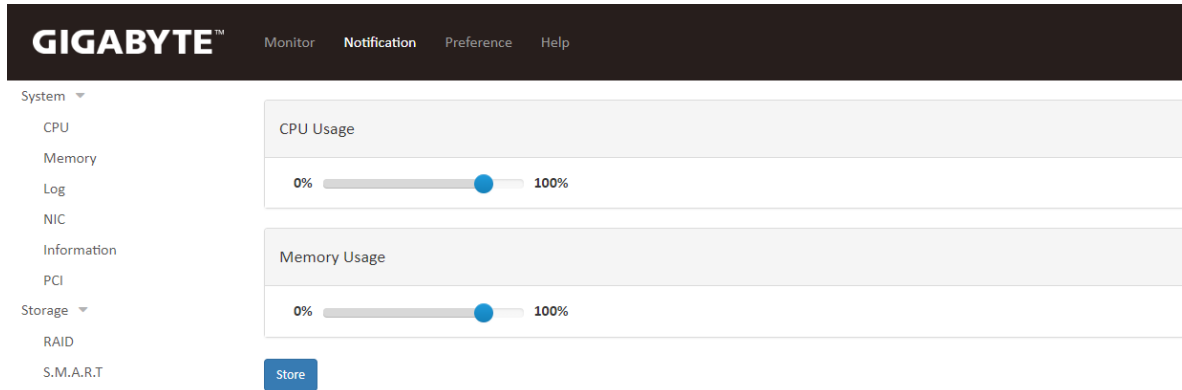 GIGABYTE™ Monitor Notification Preference Help
System
CPU
Memory
Log
NIC
Information
PCI
Storage
RAID
S.M.A.R.T
CPU Usage
0% 100%
Memory Usage
0% 100%
Store